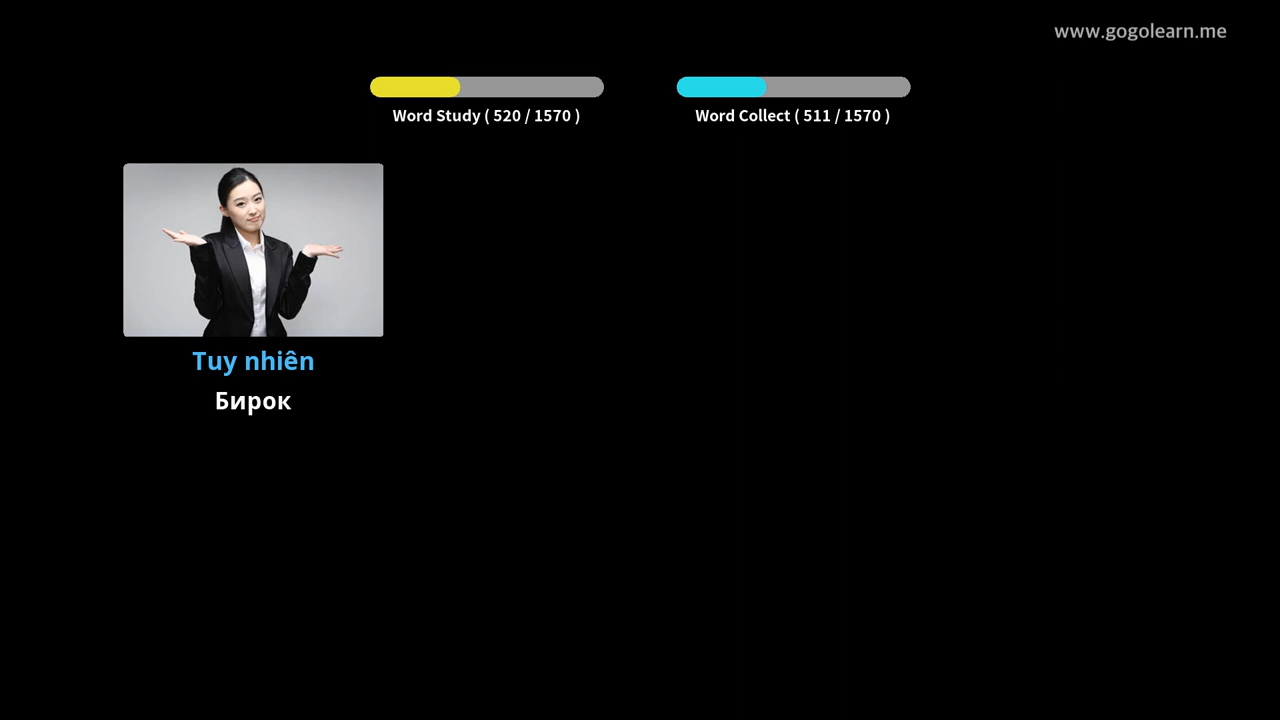 www.gogolearn.me
Word Study ( 520 / 1570 )
Word Collect ( 511 / 1570 )
Tuy nhiên
Бирок